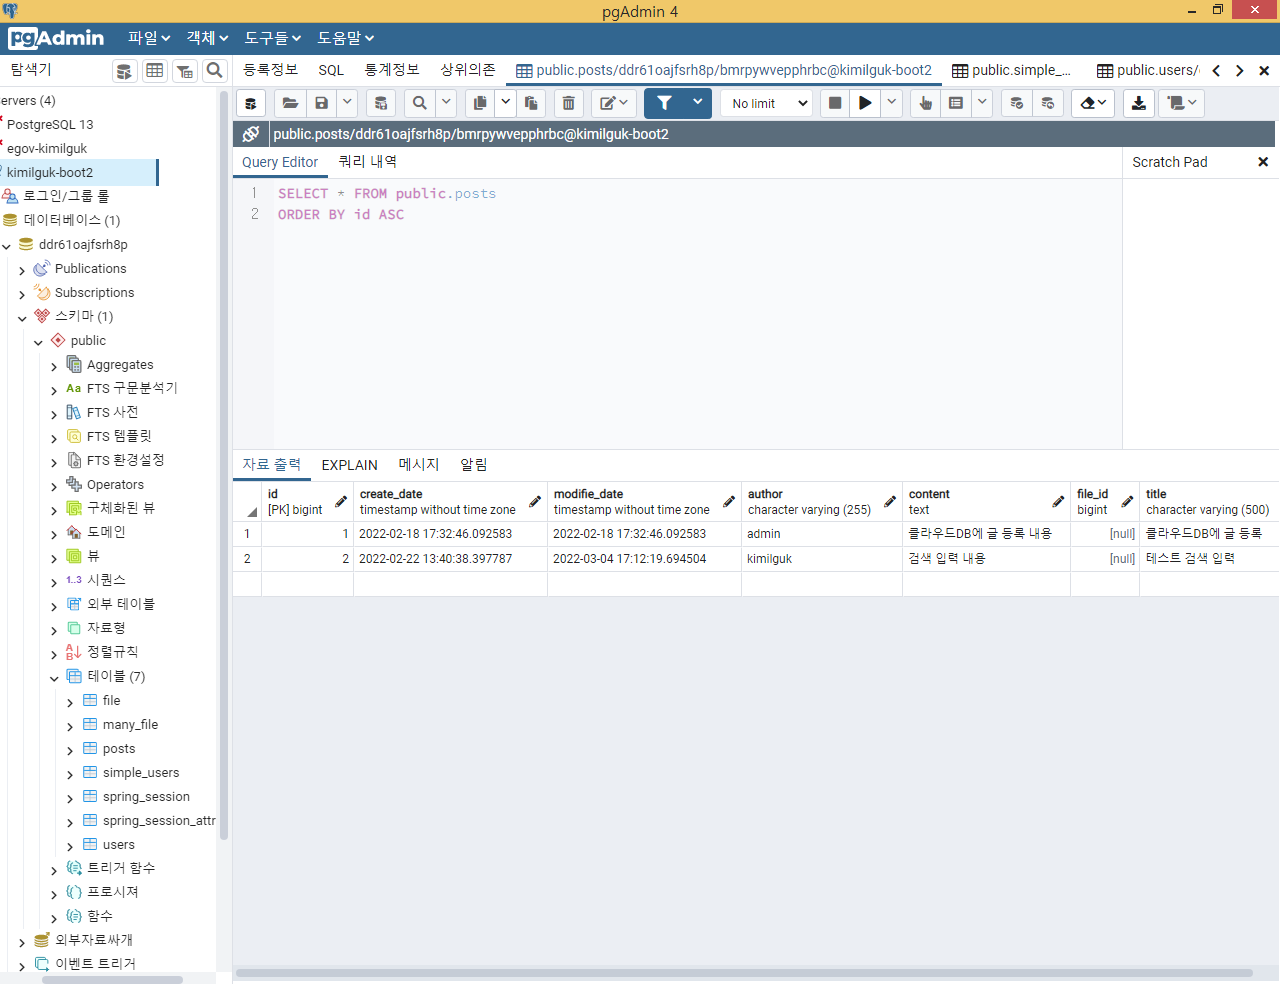 pgAdmin 4
pgAdmin 파일 객체 도구들 도움말
탐색기
등록정보 SQL 통계정보 상위의존 public.posts/ddr61oajfsrh8p/bmrpywvepphrbc@kimilguk-boot2 public.simple_... public.users/
ervers (4)
PostgreSQL 13
egov-kimilguk
kimilguk-boot2
로그인/그룹 롤
데이터베이스 (1)
ddr61oajfsrh8p
Publications
Subscriptions
스키마 (1)
public
Aggregates
Aa FTS 구문분석기
FTS 사전
FTS 템플릿
FTS 환경설정
Operators
구체화된 뷰
도메인
뷰
1..3 시퀀스
외부 테이블
자료형
정렬규칙
테이블 (7)
file
many_file
posts
simple_users
spring_session
spring_session_attr
users
트리거 함수
프로시져
함수
외부자료싸개
이벤트 트리거
No limit
public.posts/ddr61oajfsrh8p/bmrpywvepphrbc@kimilguk-boot2
Query Editor 쿼리 내역
Scratch Pad
1 SELECT * FROM public.posts
2 ORDER BY id ASC
자료 출력 EXPLAIN 메시지 알림
id create_date modifie_date author content file_id title
[PK] bigint timestamp without time zone timestamp without time zone character varying (255) text bigint character varying (500)
1 1 2022-02-18 17:32:46.092583 2022-02-18 17:32:46.092583 admin 클라우드DB에 글 등록 내용 [null] 클라우드DB에 글 등록
2 2 2022-02-22 13:40:38.397787 2022-03-04 17:12:19.694504 kimilguk 검색 입력 내용 [null] 테스트 검색 입력